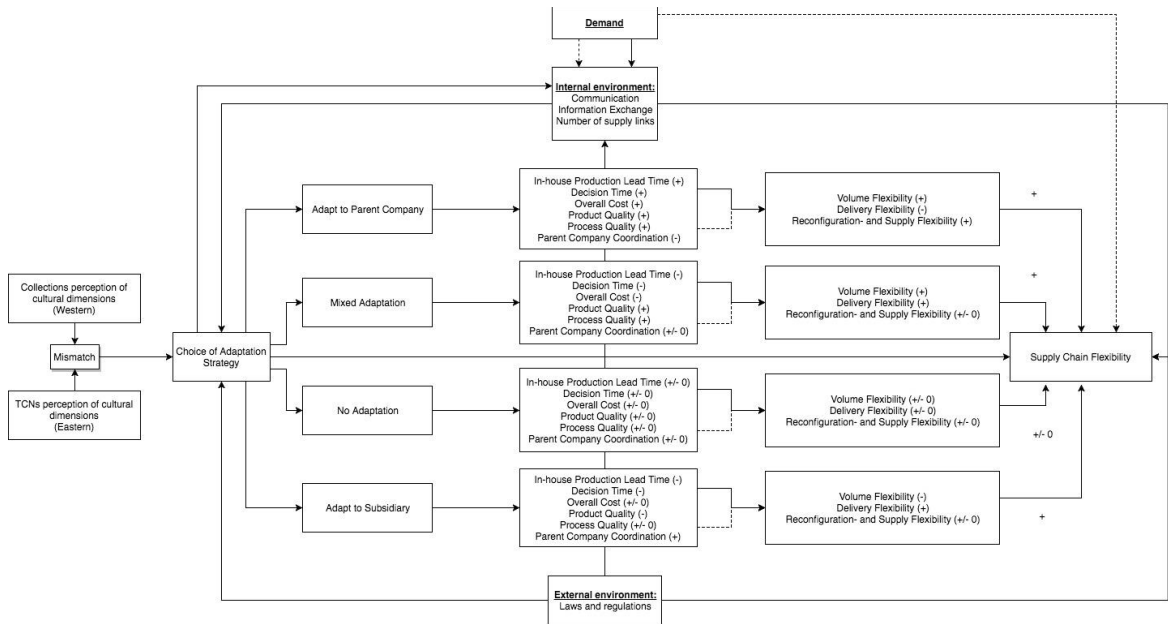 Demand
Internal environment:
Communication
Information Exchange
Number of supply links
Adapt to Parent Company
In-house Production Lead Time (+)
Decision Time (+)
Overall Cost (+)
Product Quality (+)
Process Quality (+)
Parent Company Coordination (-)
Volume Flexibility (+)
Delivery Flexibility (-)
Reconfiguration- and Supply Flexibility (+)
+
Collections perception of
cultural dimensions
(Western)
Mismatch
TCNs perception of cultural
dimensions
(Eastern)
Choice of Adaptation
Strategy
Mixed Adaptation
In-house Production Lead Time (-)
Decision Time (-)
Overall Cost (-)
Product Quality (+)
Process Quality (+)
Parent Company Coordination (+/- 0)
Volume Flexibility (+)
Delivery Flexibility (+)
Reconfiguration- and Supply Flexibility (+/- 0)
+
Supply Chain Flexibility
No Adaptation
In-house Production Lead Time (+/- 0)
Decision Time (+/- 0)
Overall Cost (+/- 0)
Product Quality (+/- 0)
Process Quality (+/- 0)
Parent Company Coordination (+/- 0)
Volume Flexibility (+/- 0)
Delivery Flexibility (+/- 0)
Reconfiguration- and Supply Flexibility (+/- 0)
+/- 0
Adapt to Subsidiary
In-house Production Lead Time (-)
Decision Time (-)
Overall Cost (+/- 0)
Product Quality (-)
Process Quality (+/- 0)
Parent Company Coordination (+)
Volume Flexibility (-)
Delivery Flexibility (+)
Reconfiguration- and Supply Flexibility (+/- 0)
+
External environment:
Laws and regulations